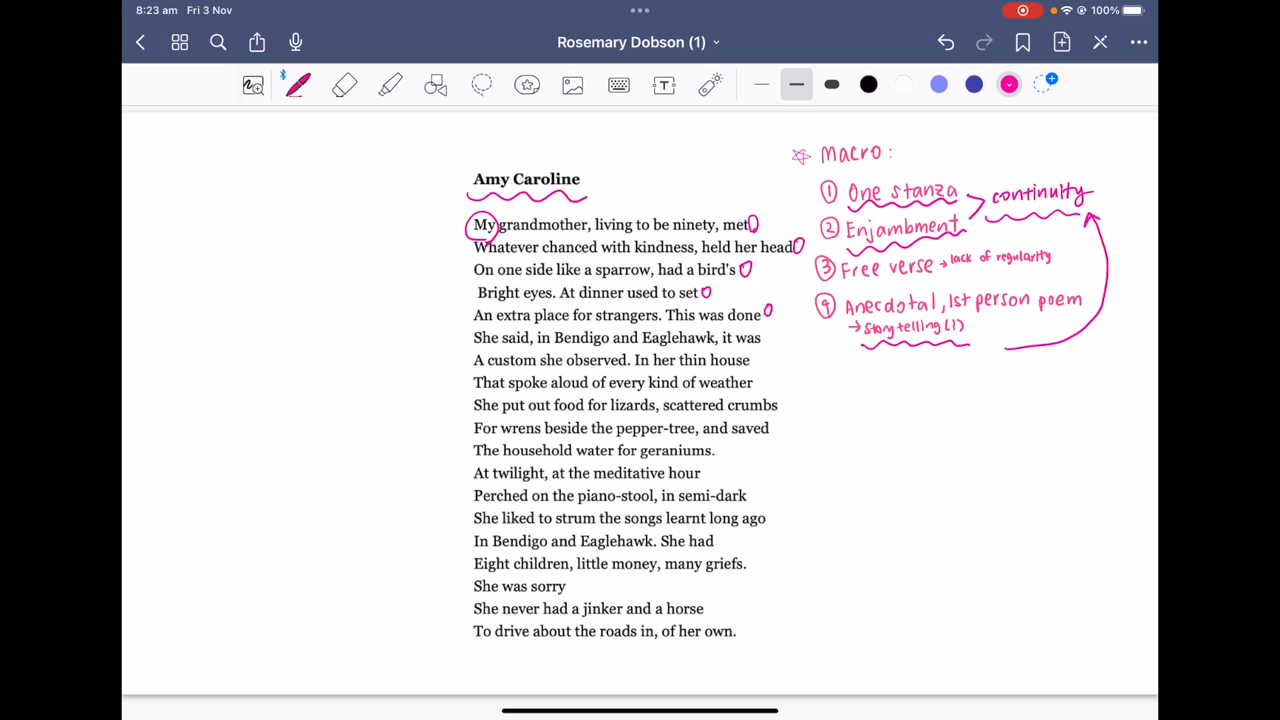 8:23 am Fri 3 Nov
100%
Rosemary Dobson (1)
Amy Caroline
My grandmother, living to be ninety, met
Whatever chanced with kindness, held her head
On one side like a sparrow, had a bird's
Bright eyes. At dinner used to set
An extra place for strangers. This was done
She said, in Bendigo and Eaglehawk, it was
A custom she observed. In her thin house
That spoke aloud of every kind of weather
She put out food for lizards, scattered crumbs
For wrens beside the pepper-tree, and saved
The household water for geraniums.
At twilight, at the meditative hour
Perched on the piano-stool, in semi-dark
She liked to strum the songs learnt long ago
In Bendigo and Eaglehawk. She had
Eight children, little money, many griefs.
She was sorry
She never had a jinker and a horse
To drive about the roads in, of her own.
Macro:
① One stanza > continuity
② Enjambment
③ Free verse → lack of regularity
④ Anecdotal, 1st person poem
→ storytelling(!)